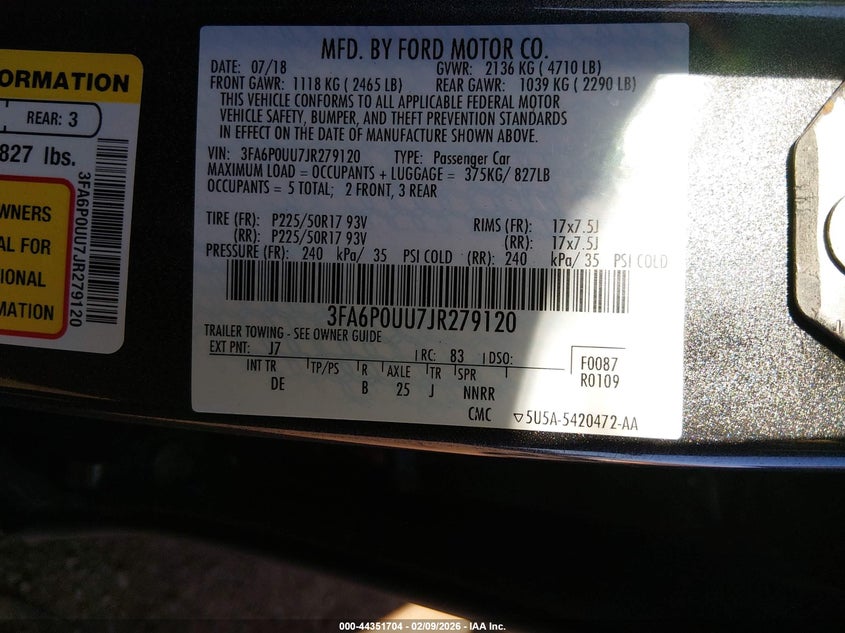 ORMATION
REAR: 3
827 lbs.
WNERS
AL FOR
IONAL
MATION
3FA6P0UU7JR279120
MFD. BY FORD MOTOR CO.
DATE: 07/18 GVWR: 2136 KG ( 4710 LB)
FRONT GAWR: 1118 KG ( 2465 LB) REAR GAWR: 1039 KG ( 2290 LB)
THIS VEHICLE CONFORMS TO ALL APPLICABLE FEDERAL MOTOR
VEHICLE SAFETY, BUMPER, AND THEFT PREVENTION STANDARDS
IN EFFECT ON THE DATE OF MANUFACTURE SHOWN ABOVE.
VIN: 3FA6P0UU7JR279120 TYPE: Passenger Car
MAXIMUM LOAD = OCCUPANTS + LUGGAGE = 375KG/ 827LB
OCCUPANTS = 5 TOTAL; 2 FRONT, 3 REAR
TIRE (FR): P225/50R17 93V RIMS (FR): 17x7.5J
(RR): P225/50R17 93V (RR): 17x7.5J
PRESSURE (FR): 240 kPa/ 35 PSI COLD (RR): 240 kPa/ 35 PSI COLD
3FA6P0UU7JR279120
TRAILER TOWING - SEE OWNER GUIDE
EXT PNT: J7 RC: 83 DSO: F0087
INT TR TP/PS R AXLE TR SPR R0109
DE B 25 J NNRR
CMC ▽5U5A-5420472-AA
000-44351704 - 02/09/2026 - IAA Inc.